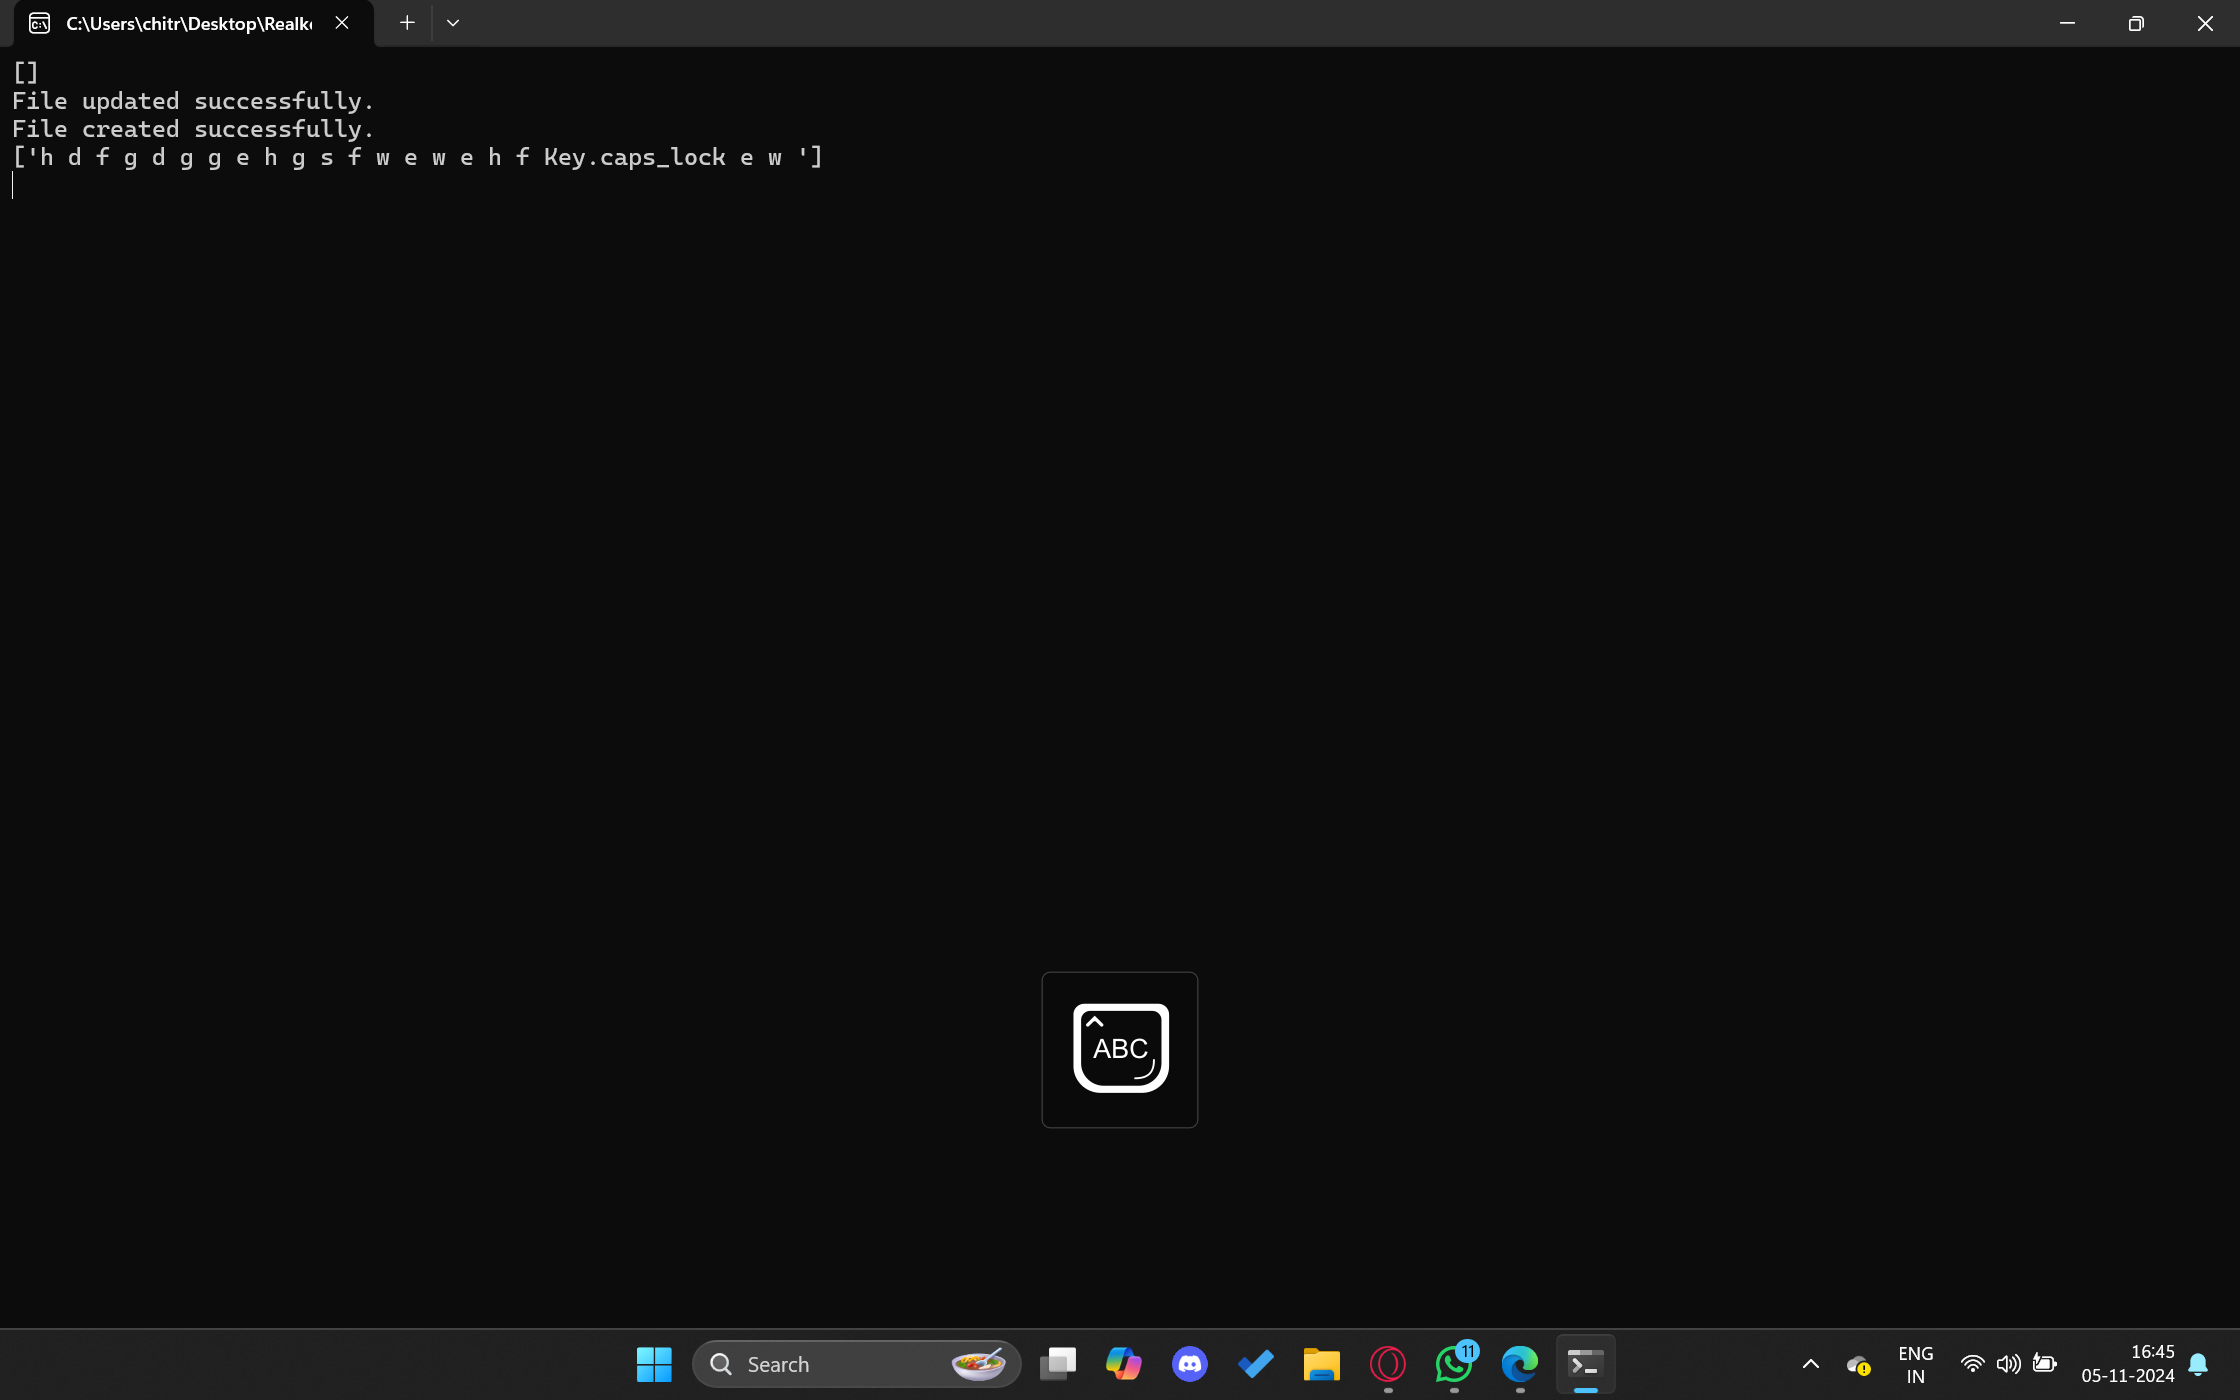 C:\Users\chitr\Desktop\Realk
[]
File updated successfully.
File created successfully.
['h d f g d g g e h g s f w e w e h f Key.caps_lock e w ']
ABC
Search
11
ENG
IN
16:45
05-11-2024